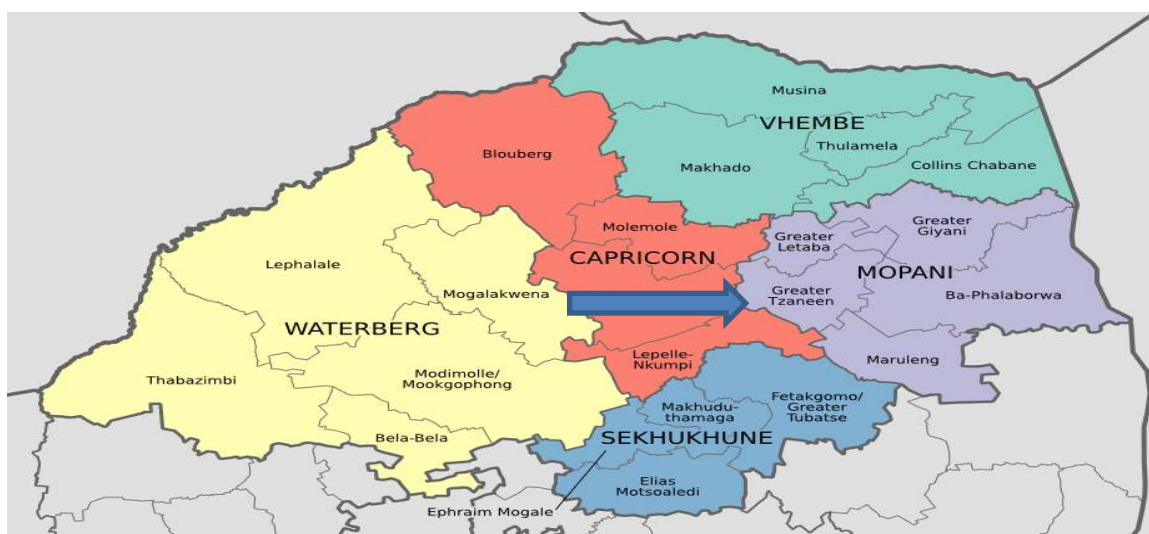 Musina
VHEMBE
Thulamela
Blouberg
Makhado
Collins Chabane
Molemole
Greater
Giyani
Greater
Letaba
CAPRICORN
Lephalale
MOPANI
Mogalakwena
Greater
Tzaneen
Ba-Phalaborwa
WATERBERG
Lepelle-
Nkumpi
Maruleng
Thabazimbi
Modimolle/
Mookgophong
Makhudu-
thamaga
Fetakgomo/
Greater
Tubatse
Bela-Bela
SEKHUKHUNE
Elias
Motsoaledi
Ephraim Mogale